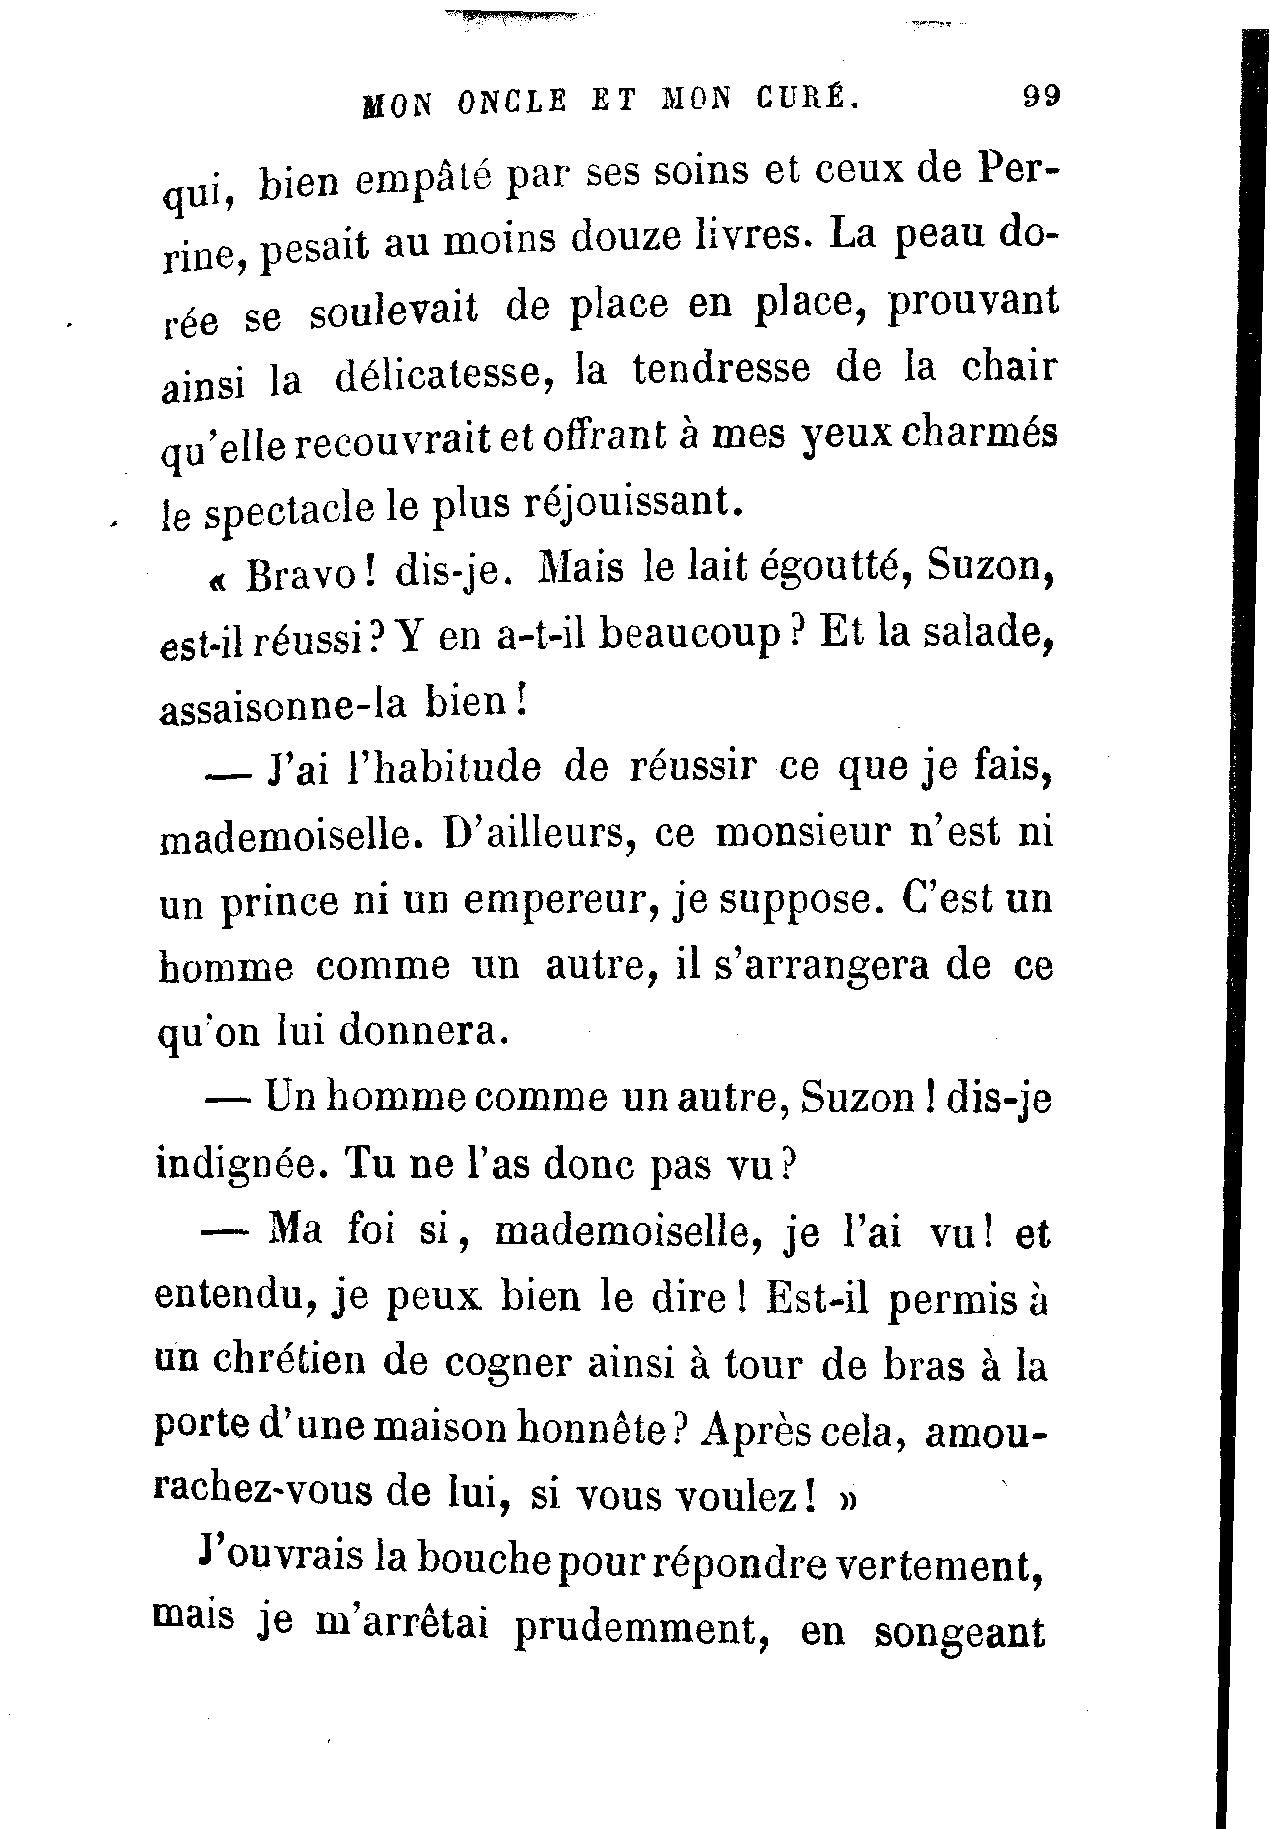 MON ONCLE ET MON CURÉ. 99
qui, bien empâté par ses soins et ceux de Per-
rine, pesait au moins douze livres. La peau do-
rée se soulevait de place en place, prouvant
ainsi la délicatesse, la tendresse de la chair
qu'elle recouvrait et offrant à mes yeux charmés
le spectacle le plus réjouissant.
« Bravo ! dis-je. Mais le lait égoutté, Suzon,
est-il réussi ? Y en a-t-il beaucoup ? Et la salade,
assaisonne-la bien !
— J'ai l'habitude de réussir ce que je fais,
mademoiselle. D'ailleurs, ce monsieur n'est ni
un prince ni un empereur, je suppose. C'est un
homme comme un autre, il s'arrangera de ce
qu'on lui donnera.
— Un homme comme un autre, Suzon ! dis-je
indignée. Tu ne l'as donc pas vu ?
— Ma foi si, mademoiselle, je l'ai vu ! et
entendu, je peux bien le dire ! Est-il permis à
un chrétien de cogner ainsi à tour de bras à la
porte d'une maison honnête ? Après cela, amou-
rachez-vous de lui, si vous voulez ! »
J'ouvrais la bouche pour répondre vertement,
mais je m'arrêtai prudemment, en songeant